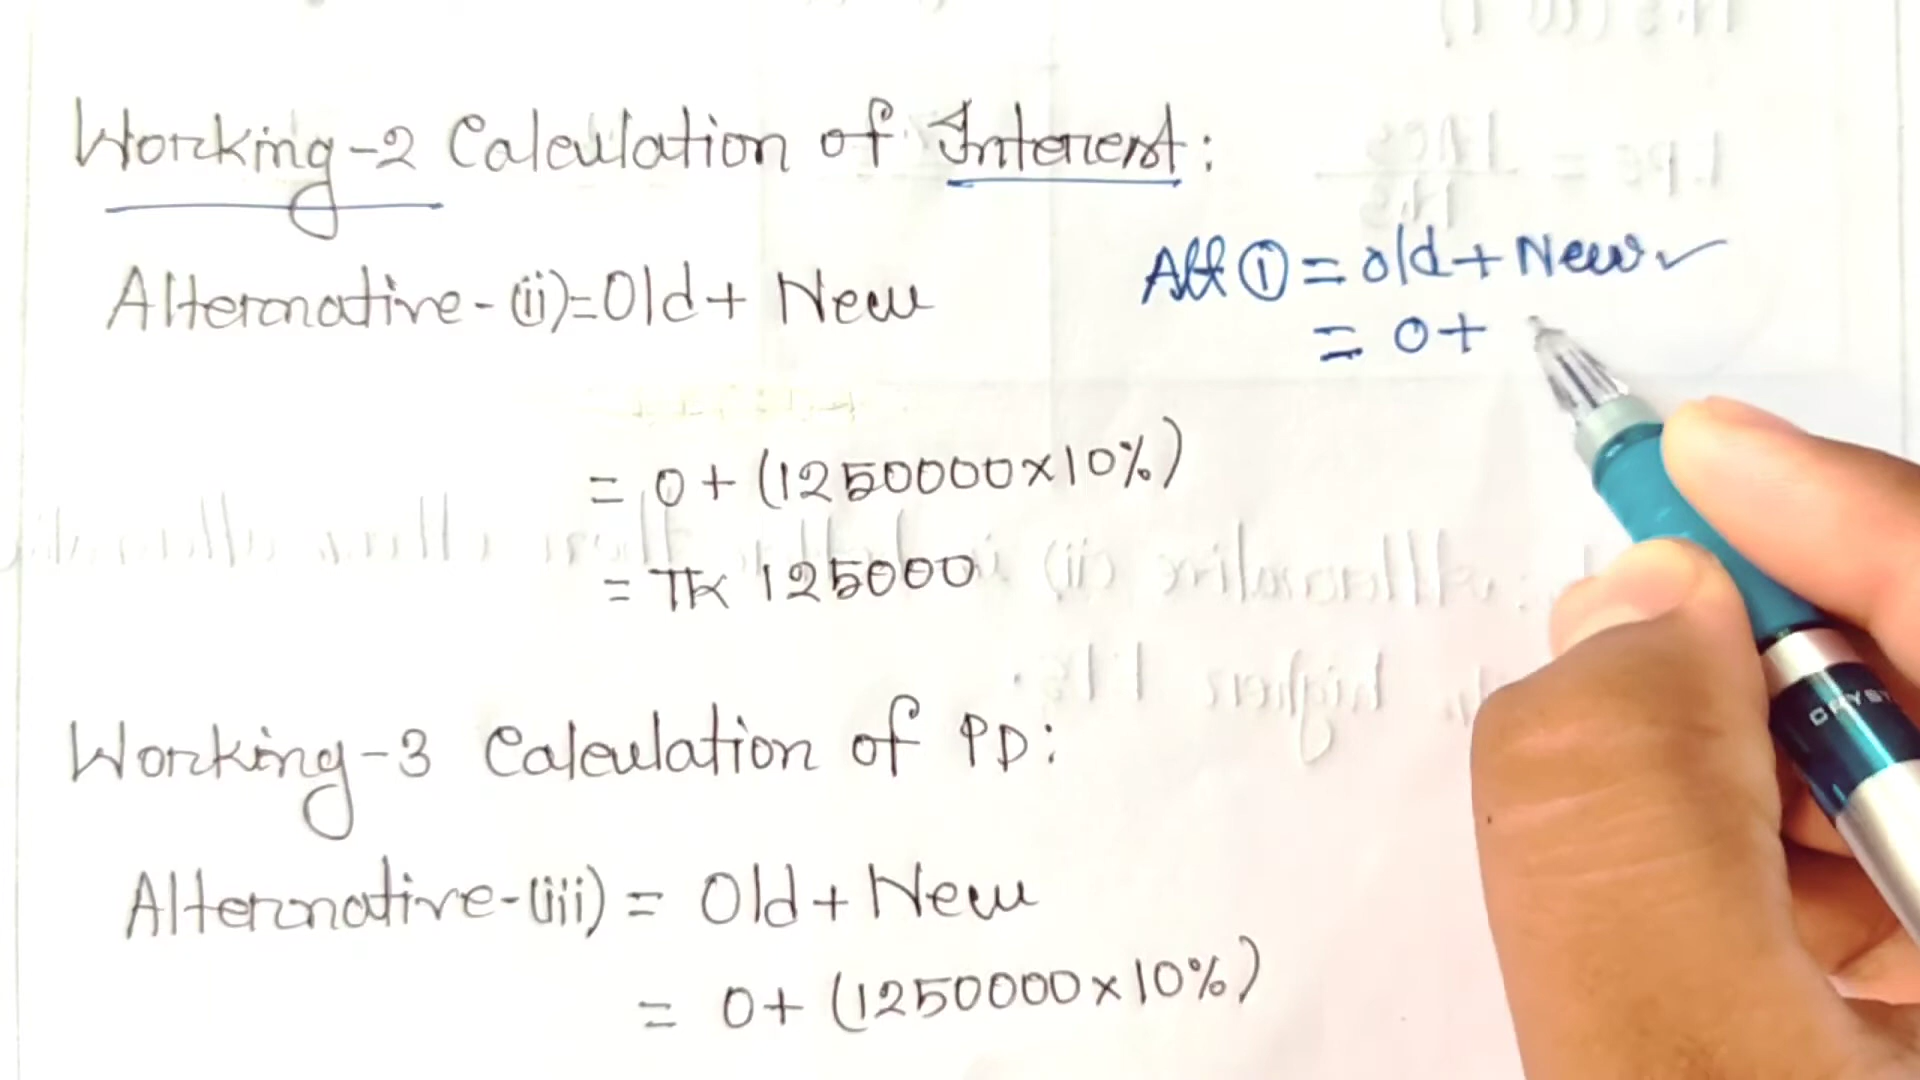 Working-2 Calculation of Interest:
Alternative-(ii)=Old+ New
Alt ① = old + New ✓
= 0+
= 0+ (1250000×10%)
= TK 125000
Working-3 Calculation of PD:
Alternative-(iii) = Old+ New
= 0+ (1250000×10%)